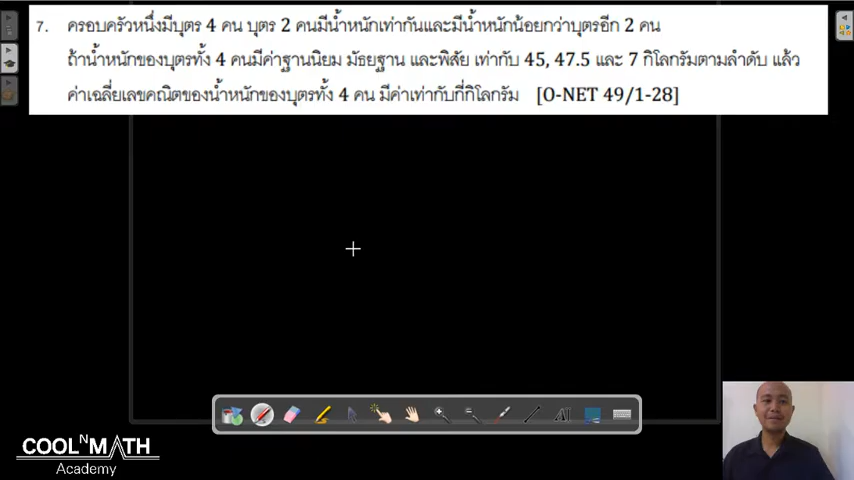 7. ครอบครัวหนึ่งมีบุตร 4 คน บุตร 2 คนมีน้ำหนักเท่ากันและมีน้ำหนักน้อยกว่าบุตรอีก 2 คน
ถ้าน้ำหนักของบุตรทั้ง 4 คนมีค่าฐานนิยม มัธยฐาน และพิสัย เท่ากับ 45, 47.5 และ 7 กิโลกรัมตามลำดับ แล้ว
ค่าเฉลี่ยเลขคณิตของน้ำหนักของบุตรทั้ง 4 คน มีค่าเท่ากับกี่กิโลกรัม [O-NET 49/1-28]
AI
COOL N MATH
Academy